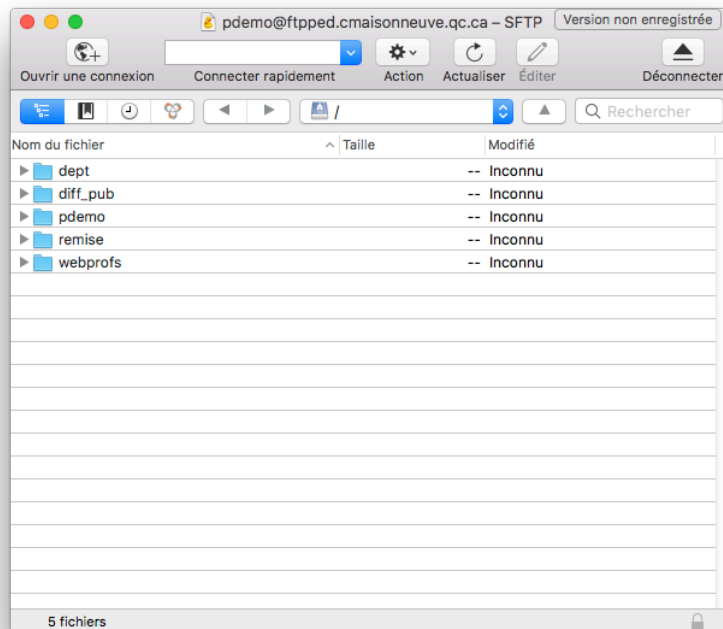 pdemo@ftpped.cmaisonneuve.qc.ca – SFTP
Version non enregistrée
Ouvrir une connexion
Connecter rapidement
Action
Actualiser
Éditer
Déconnecter
/
Rechercher
Nom du fichier
Taille
Modifié
dept -- Inconnu
diff_pub -- Inconnu
pdemo -- Inconnu
remise -- Inconnu
webprofs -- Inconnu
5 fichiers